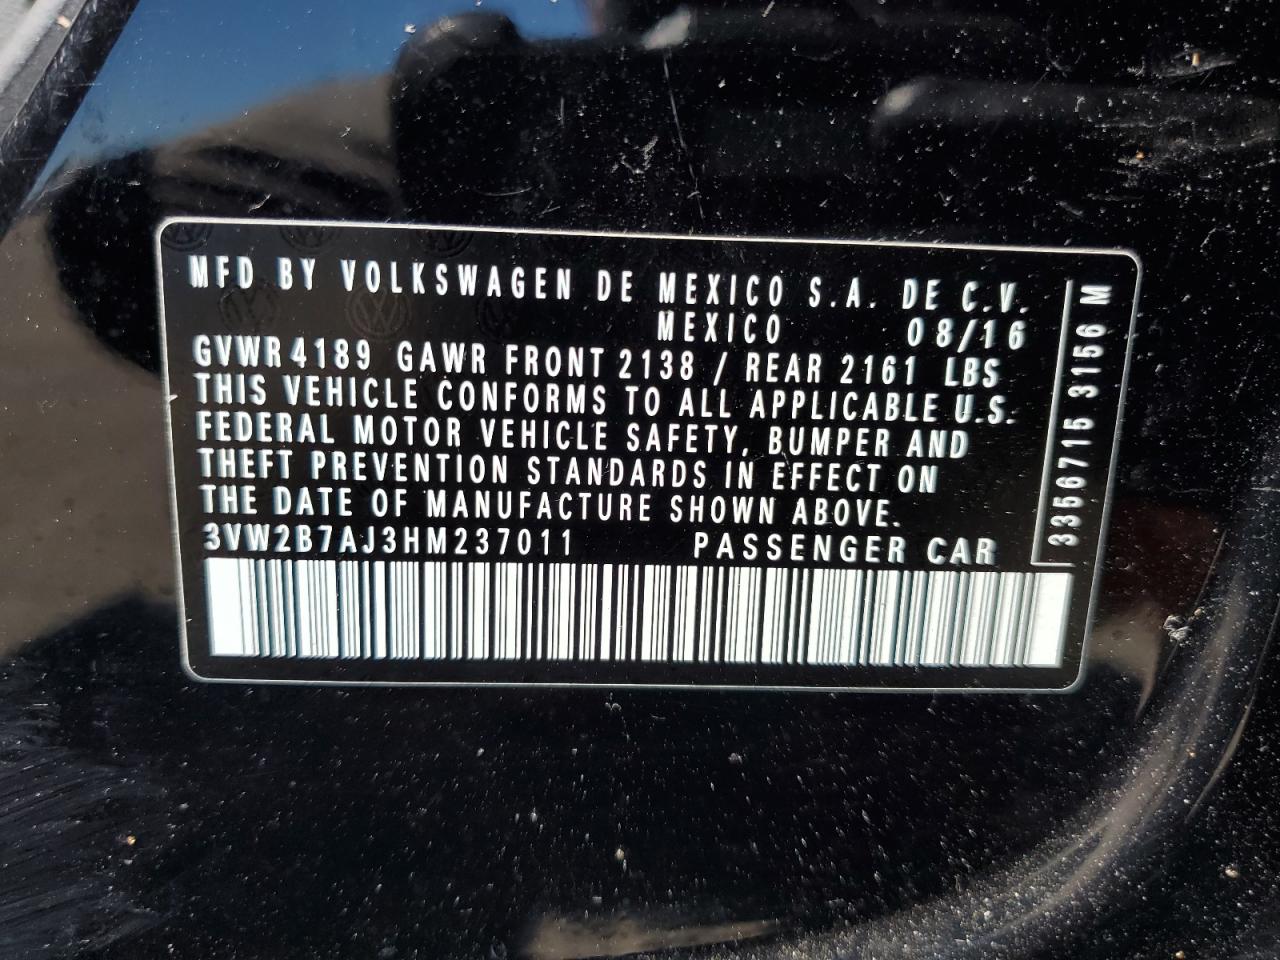 MFD BY VOLKSWAGEN DE MEXICO S.A. DE C.V.
MEXICO 08/16
GVWR 4189 GAWR FRONT 2138 / REAR 2161 LBS
THIS VEHICLE CONFORMS TO ALL APPLICABLE U.S.
FEDERAL MOTOR VEHICLE SAFETY, BUMPER AND
THEFT PREVENTION STANDARDS IN EFFECT ON
THE DATE OF MANUFACTURE SHOWN ABOVE.
3VW2B7AJ3HM237011 PASSENGER CAR
3356715 3156 M